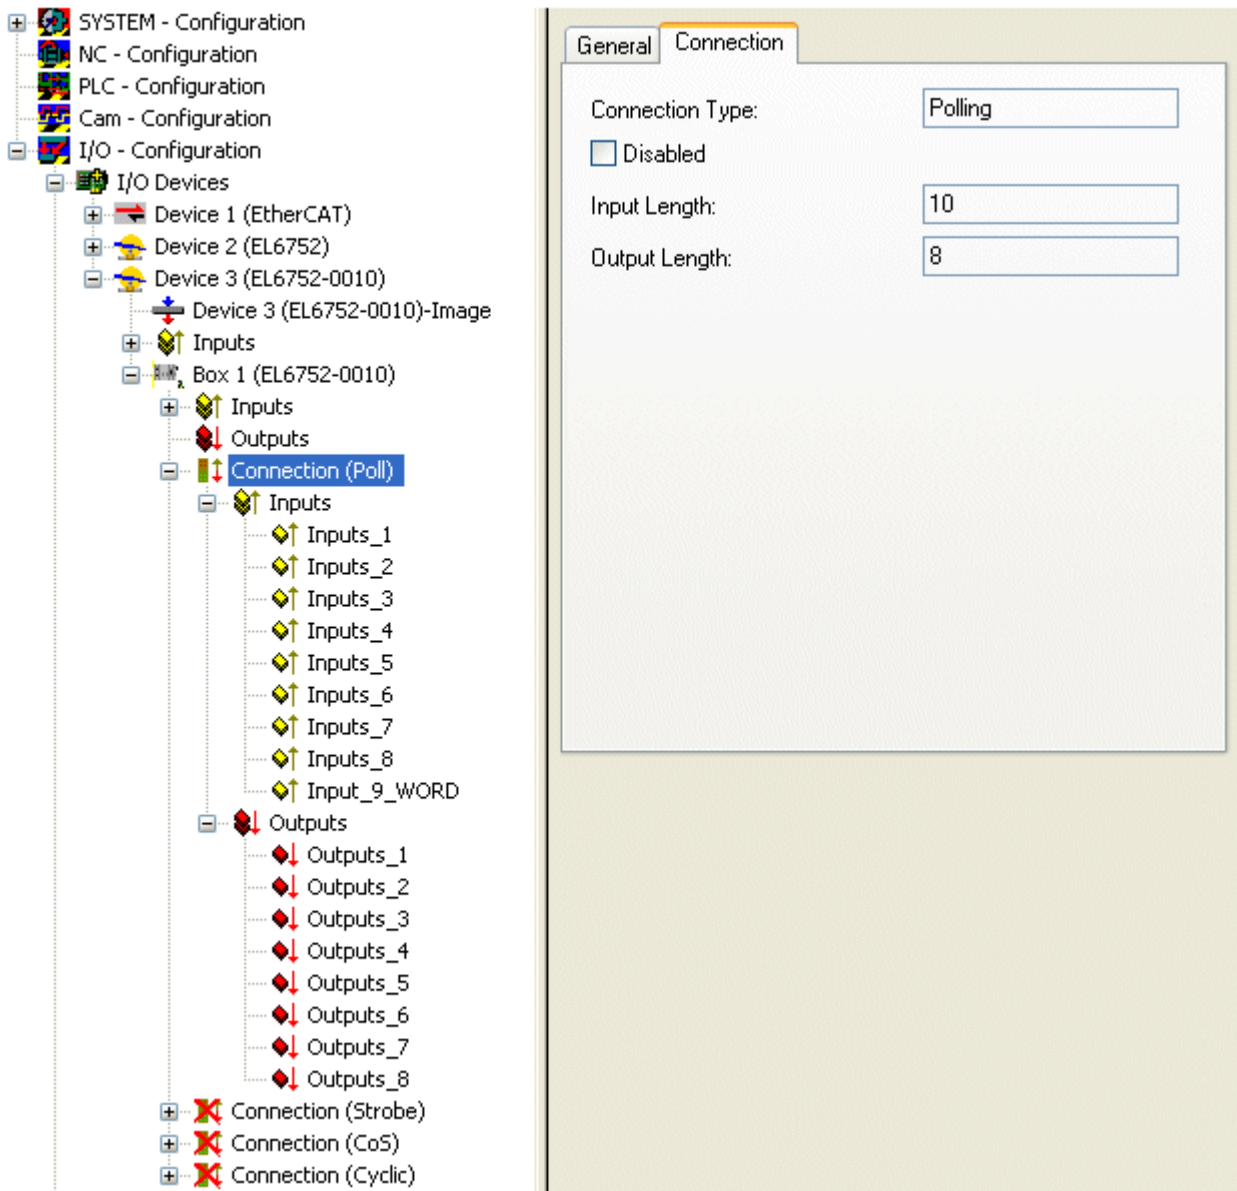 SYSTEM - Configuration
NC - Configuration
PLC - Configuration
Cam - Configuration
I/O - Configuration
I/O Devices
Device 1 (EtherCAT)
Device 2 (EL6752)
Device 3 (EL6752-0010)
Device 3 (EL6752-0010)-Image
Inputs
Box 1 (EL6752-0010)
Inputs
Outputs
Connection (Poll)
Inputs
Inputs_1
Inputs_2
Inputs_3
Inputs_4
Inputs_5
Inputs_6
Inputs_7
Inputs_8
Input_9_WORD
Outputs
Outputs_1
Outputs_2
Outputs_3
Outputs_4
Outputs_5
Outputs_6
Outputs_7
Outputs_8
Connection (Strobe)
Connection (CoS)
Connection (Cyclic)
General Connection
Connection Type: Polling
Disabled
Input Length: 10
Output Length: 8